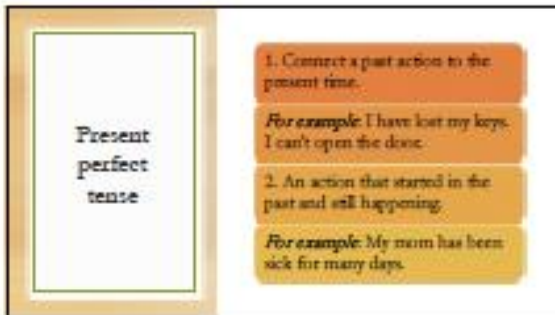 Present
perfect
tense
1. Connect a past action to the
present time.
For example: I have lost my keys.
I can't open the door.
2. An action that started in the
past and still happening.
For example: My mom has been
sick for many days.